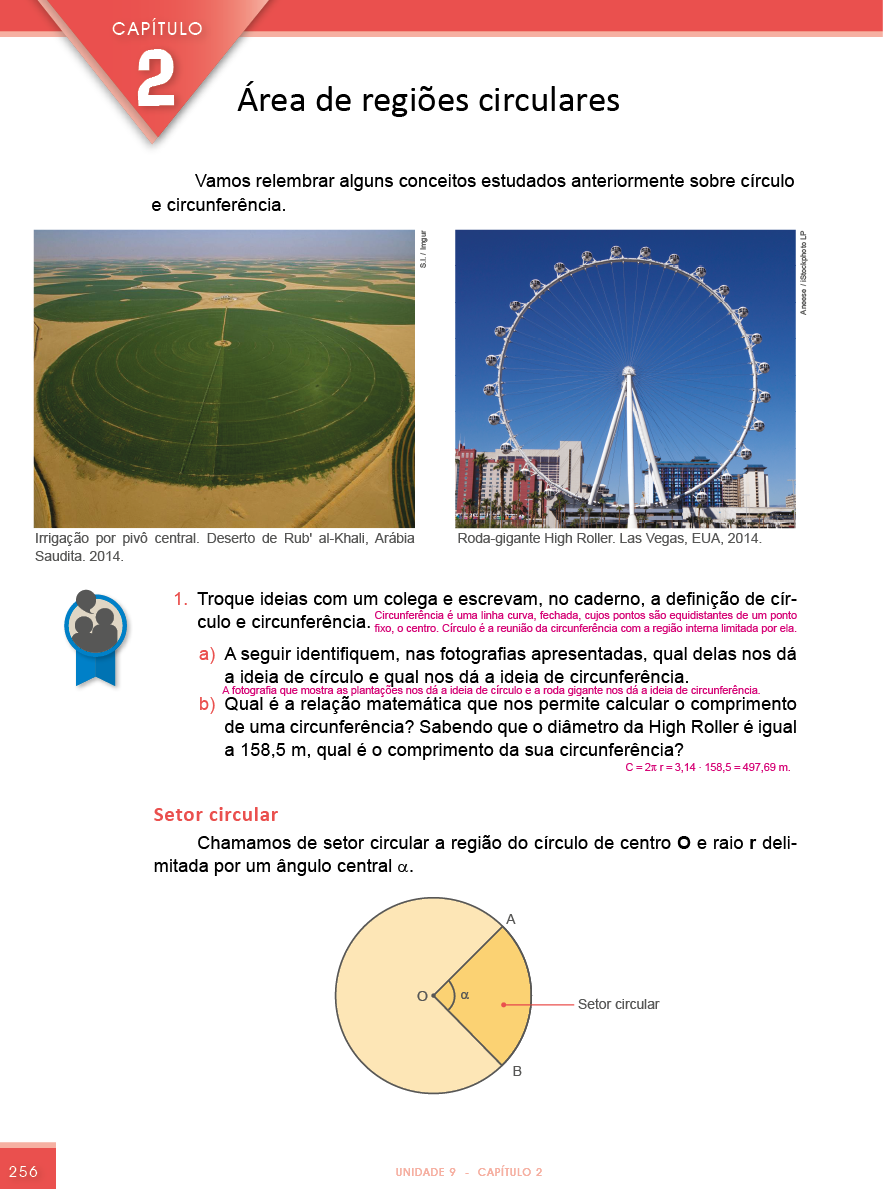 CAPÍTULO
2
Área de regiões circulares
Vamos relembrar alguns conceitos estudados anteriormente sobre círculo
e circunferência.
S.I. / Imgur
Aneese / iStockphoto LP
Irrigação por pivô central. Deserto de Rub' al-Khali, Arábia
Saudita. 2014.
Roda-gigante High Roller. Las Vegas, EUA, 2014.
1. Troque ideias com um colega e escrevam, no caderno, a definição de cír-
culo e circunferência.
Circunferência é uma linha curva, fechada, cujos pontos são equidistantes de um ponto
fixo, o centro. Círculo é a reunião da circunferência com a região interna limitada por ela.
a) A seguir identifiquem, nas fotografias apresentadas, qual delas nos dá
a ideia de círculo e qual nos dá a ideia de circunferência.
A fotografia que mostra as plantações nos dá a ideia de círculo e a roda gigante nos dá a ideia de circunferência.
b) Qual é a relação matemática que nos permite calcular o comprimento
de uma circunferência? Sabendo que o diâmetro da High Roller é igual
a 158,5 m, qual é o comprimento da sua circunferência?
C = 2π r = 3,14 · 158,5 = 497,69 m.
Setor circular
Chamamos de setor circular a região do círculo de centro O e raio r deli-
mitada por um ângulo central α.
A
O
α
Setor circular
B
256
UNIDADE 9 - CAPÍTULO 2